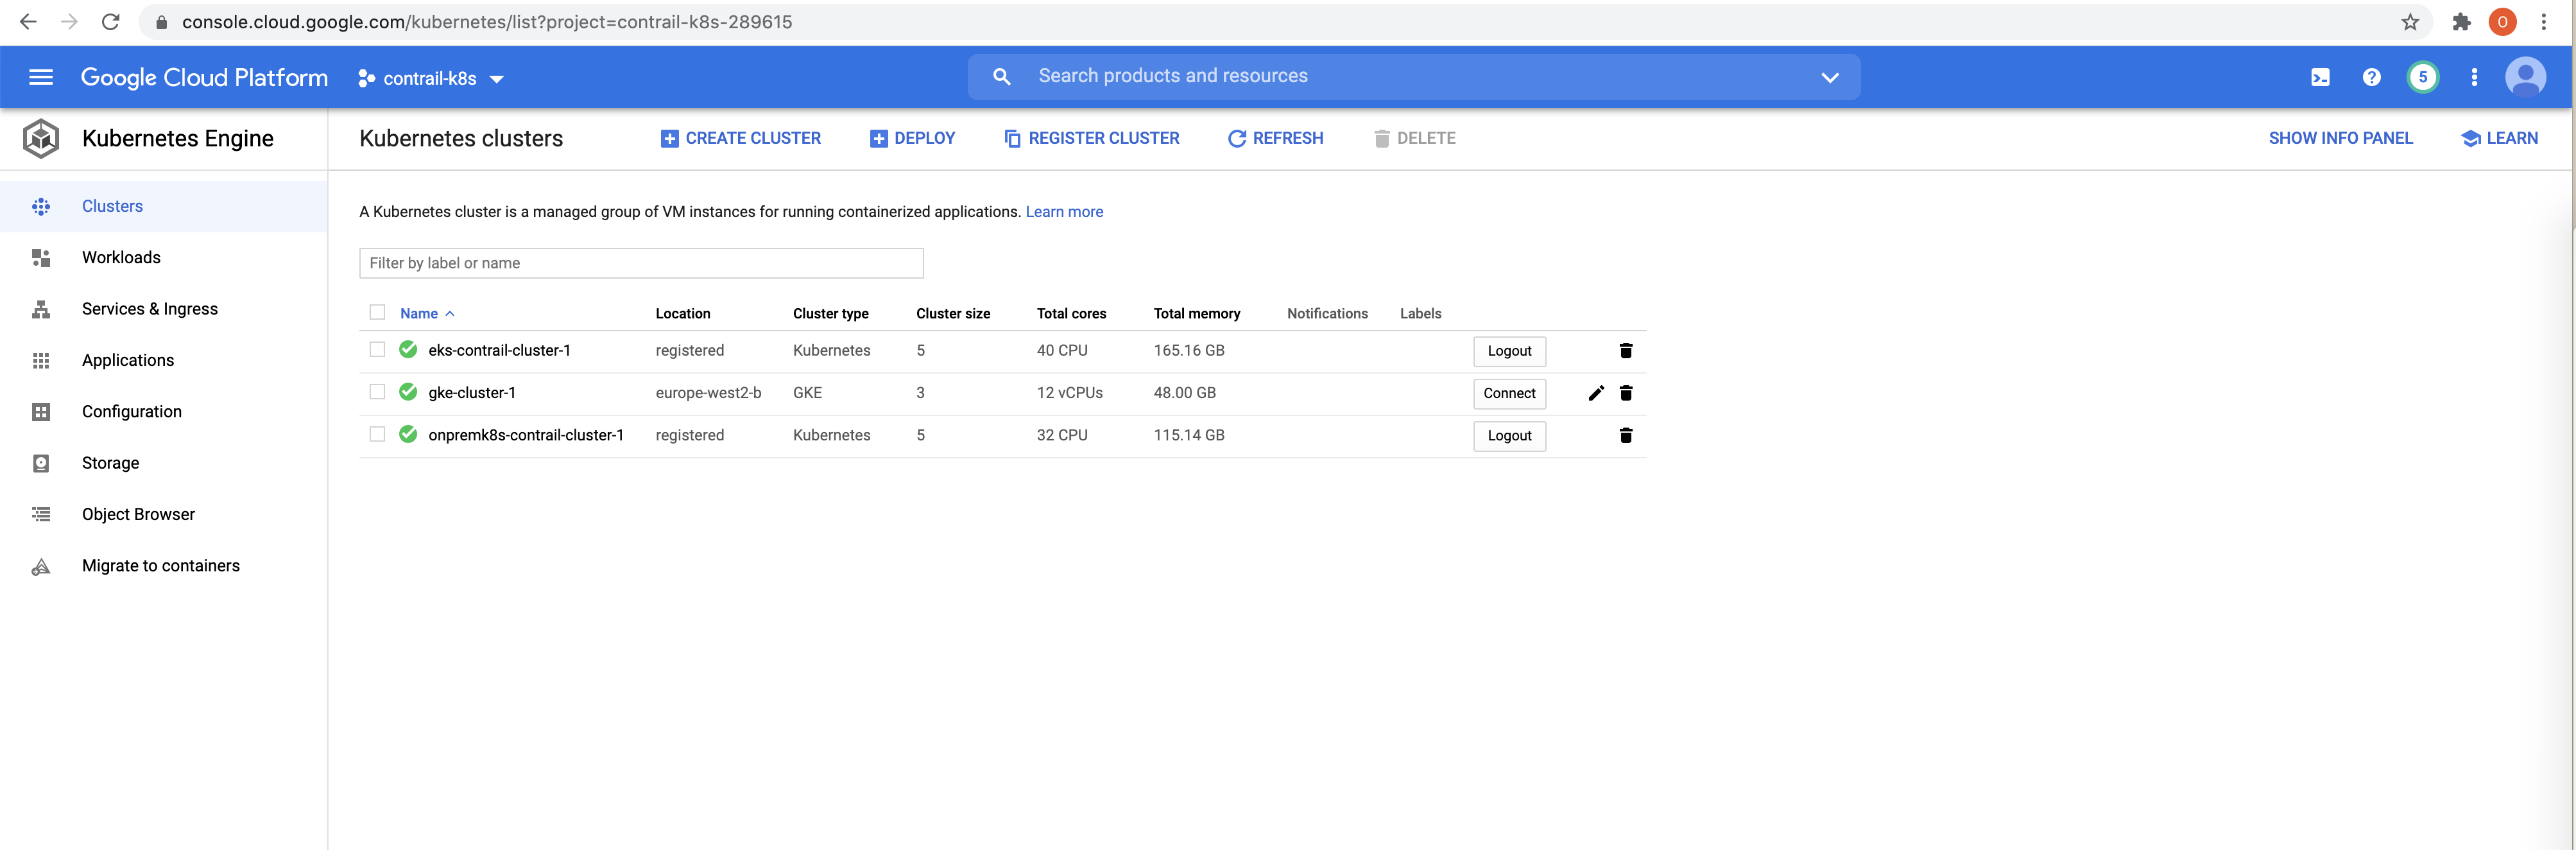 console.cloud.google.com/kubernetes/list?project=contrail-k8s-289615
O
Google Cloud Platform contrail-k8s Search products and resources 5
Kubernetes Engine
Kubernetes clusters CREATE CLUSTER DEPLOY REGISTER CLUSTER REFRESH DELETE SHOW INFO PANEL LEARN
Clusters
Workloads
Services & Ingress
Applications
Configuration
Storage
Object Browser
Migrate to containers
A Kubernetes cluster is a managed group of VM instances for running containerized applications. Learn more
Filter by label or name
Name Location Cluster type Cluster size Total cores Total memory Notifications Labels
eks-contrail-cluster-1 registered Kubernetes 5 40 CPU 165.16 GB Logout
gke-cluster-1 europe-west2-b GKE 3 12 vCPUs 48.00 GB Connect
onpremk8s-contrail-cluster-1 registered Kubernetes 5 32 CPU 115.14 GB Logout